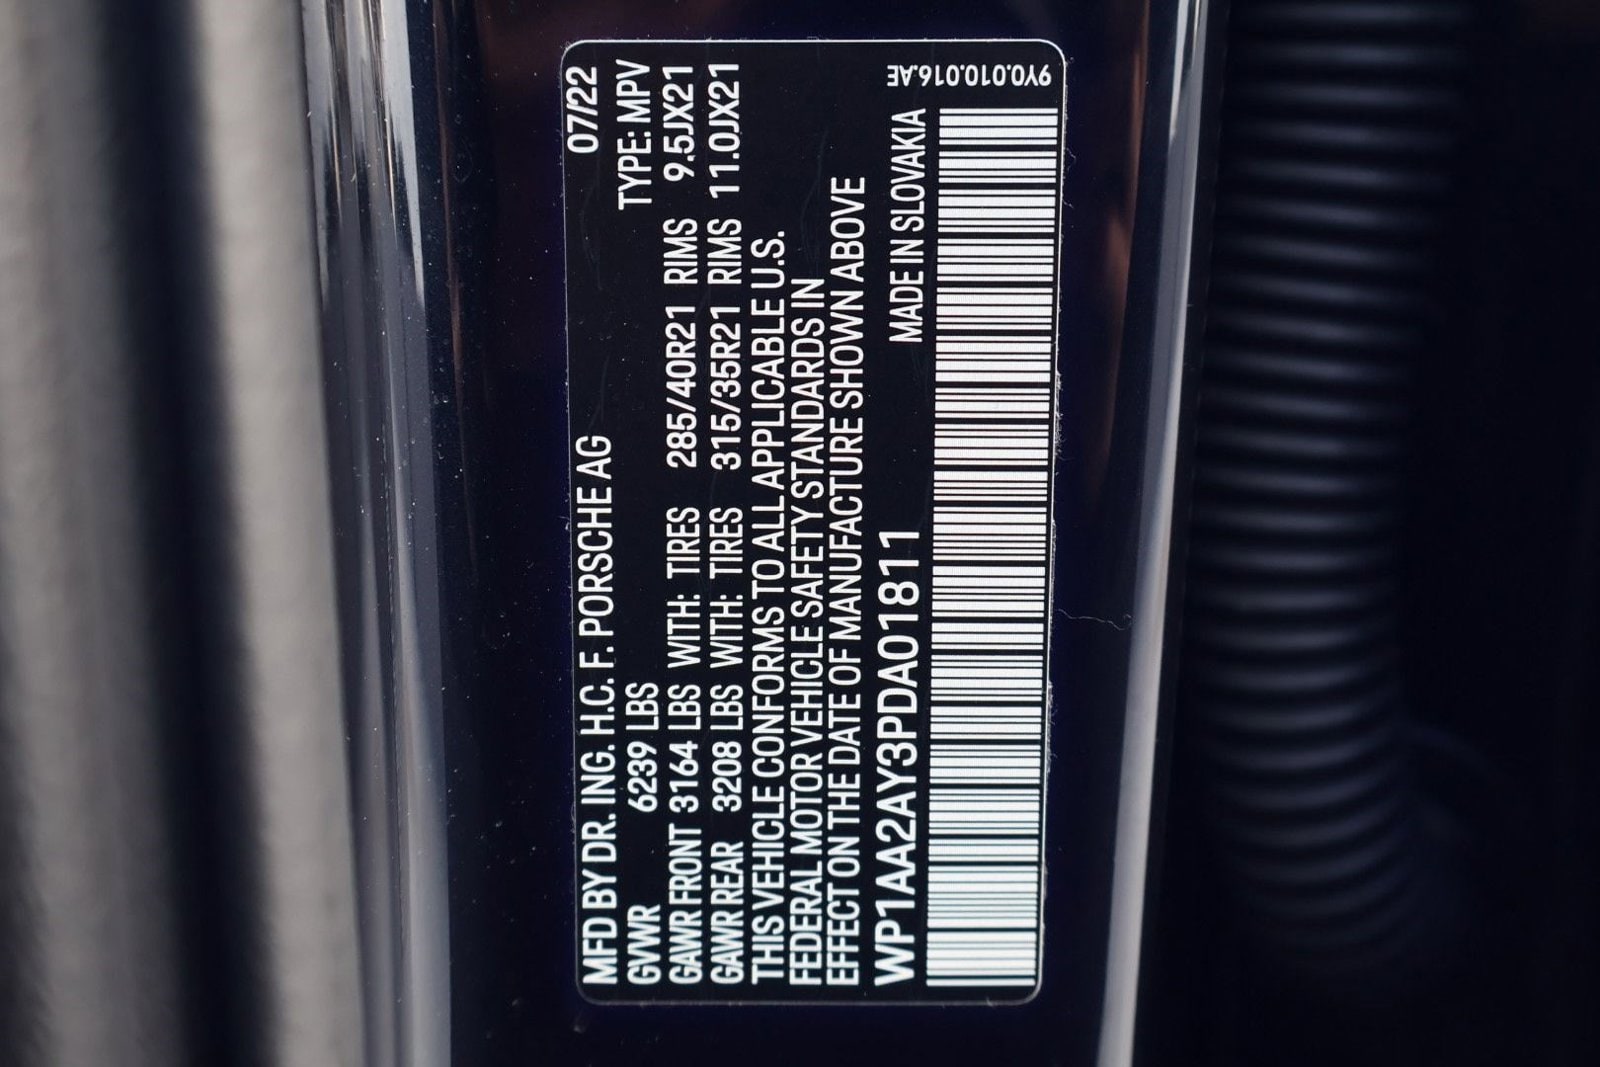 MFD BY DR. ING. H.C. F. PORSCHE AG 07/22
GVWR 6239 LBS TYPE: MPV
GAWR FRONT 3164 LBS WITH: TIRES 285/40R21 RIMS 9.5JX21
GAWR REAR 3208 LBS WITH: TIRES 315/35R21 RIMS 11.0JX21
THIS VEHICLE CONFORMS TO ALL APPLICABLE U.S.
FEDERAL MOTOR VEHICLE SAFETY STANDARDS IN
EFFECT ON THE DATE OF MANUFACTURE SHOWN ABOVE
WP1AA2AY3PDA01811 MADE IN SLOVAKIA
9Y0.010.016.AE